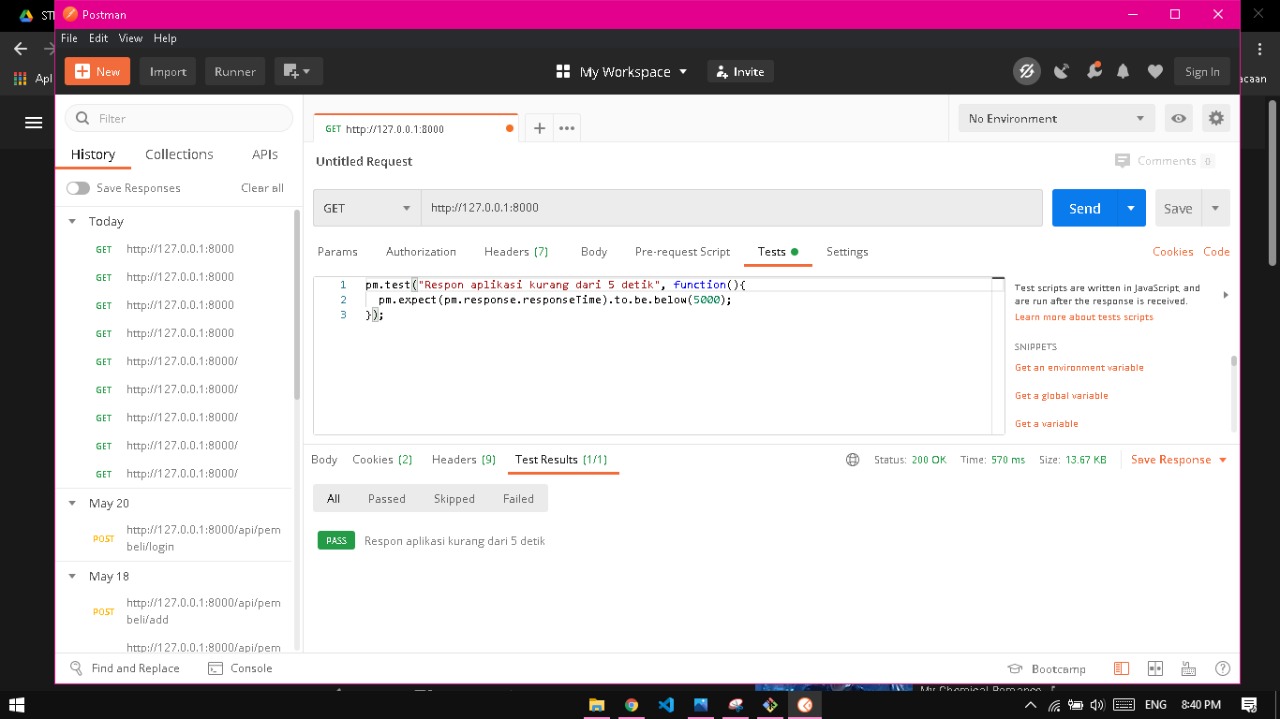 Postman
File Edit View Help
New Import Runner My Workspace Invite Sign In
Filter
History Collections APIs
Save Responses Clear all
Today
GET http://127.0.0.1:8000
GET http://127.0.0.1:8000
GET http://127.0.0.1:8000
GET http://127.0.0.1:8000
GET http://127.0.0.1:8000/
GET http://127.0.0.1:8000/
GET http://127.0.0.1:8000/
GET http://127.0.0.1:8000/
GET http://127.0.0.1:8000/
May 20
POST http://127.0.0.1:8000/api/pem
beli/login
May 18
POST http://127.0.0.1:8000/api/pem
beli/add
http://127.0.0.1:8000/api/pem
Find and Replace Console
GET http://127.0.0.1:8000
No Environment
Untitled Request
Comments 0
GET http://127.0.0.1:8000 Send Save
Params Authorization Headers (7) Body Pre-request Script Tests Settings Cookies Code
1 pm.test("Respon aplikasi kurang dari 5 detik", function(){
2 pm.expect(pm.response.responseTime).to.be.below(5000);
3 });
Test scripts are written in JavaScript, and
are run after the response is received.
Learn more about tests scripts
SNIPPETS
Get an environment variable
Get a global variable
Get a variable
Body Cookies (2) Headers (9) Test Results (1/1) Status: 200 OK Time: 570 ms Size: 13.67 KB Save Response
All Passed Skipped Failed
PASS Respon aplikasi kurang dari 5 detik
Bootcamp
My Chemical Romance
ENG 8:40 PM